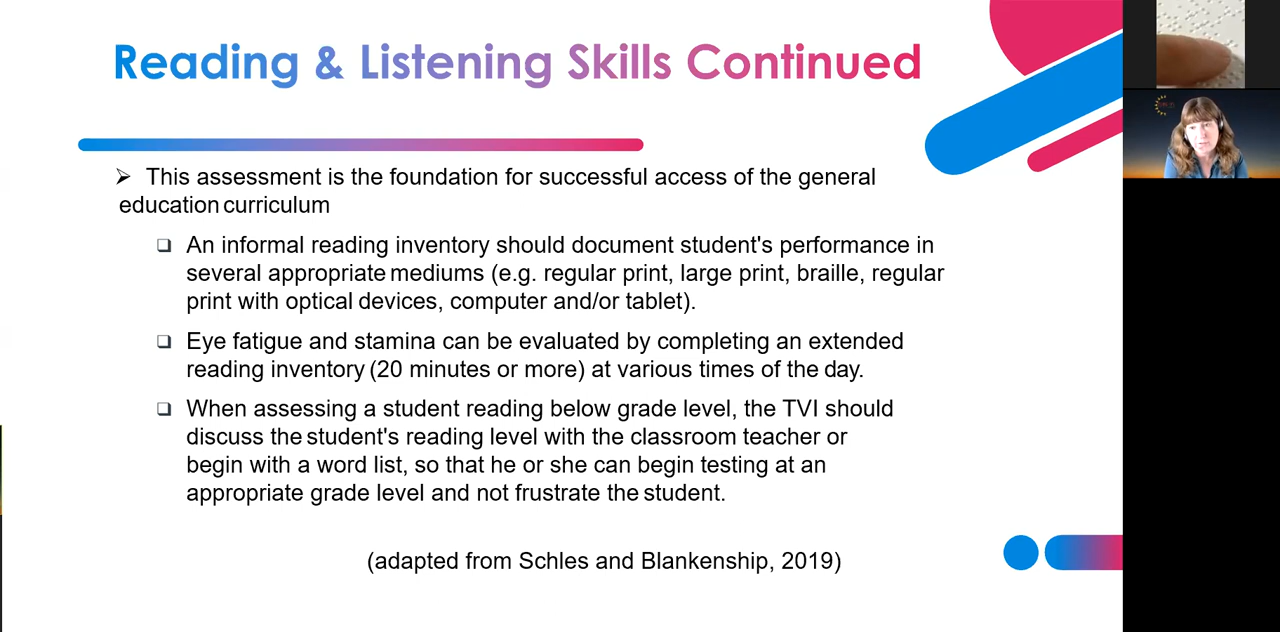 Reading & Listening Skills Continued
➢ This assessment is the foundation for successful access of the general
education curriculum
❑ An informal reading inventory should document student's performance in
several appropriate mediums (e.g. regular print, large print, braille, regular
print with optical devices, computer and/or tablet).
❑ Eye fatigue and stamina can be evaluated by completing an extended
reading inventory (20 minutes or more) at various times of the day.
❑ When assessing a student reading below grade level, the TVI should
discuss the student's reading level with the classroom teacher or
begin with a word list, so that he or she can begin testing at an
appropriate grade level and not frustrate the student.
(adapted from Schles and Blankenship, 2019)